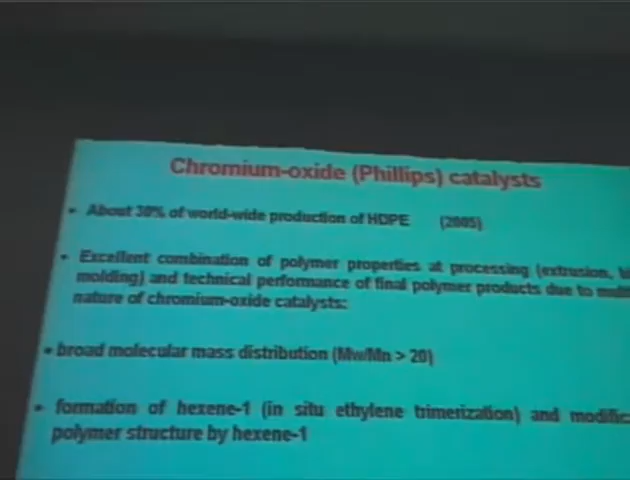 Chromium-oxide (Phillips) catalysts
• About 30% of world-wide production of HDPE (2005)
• Excellent combination of polymer properties at processing (extrusion,
molding) and technical performance of final polymer products due to
nature of chromium-oxide catalysts:
• broad molecular mass distribution (Mw/Mn > 20)
• formation of hexene-1 (in situ ethylene trimerization) and
polymer structure by hexene-1